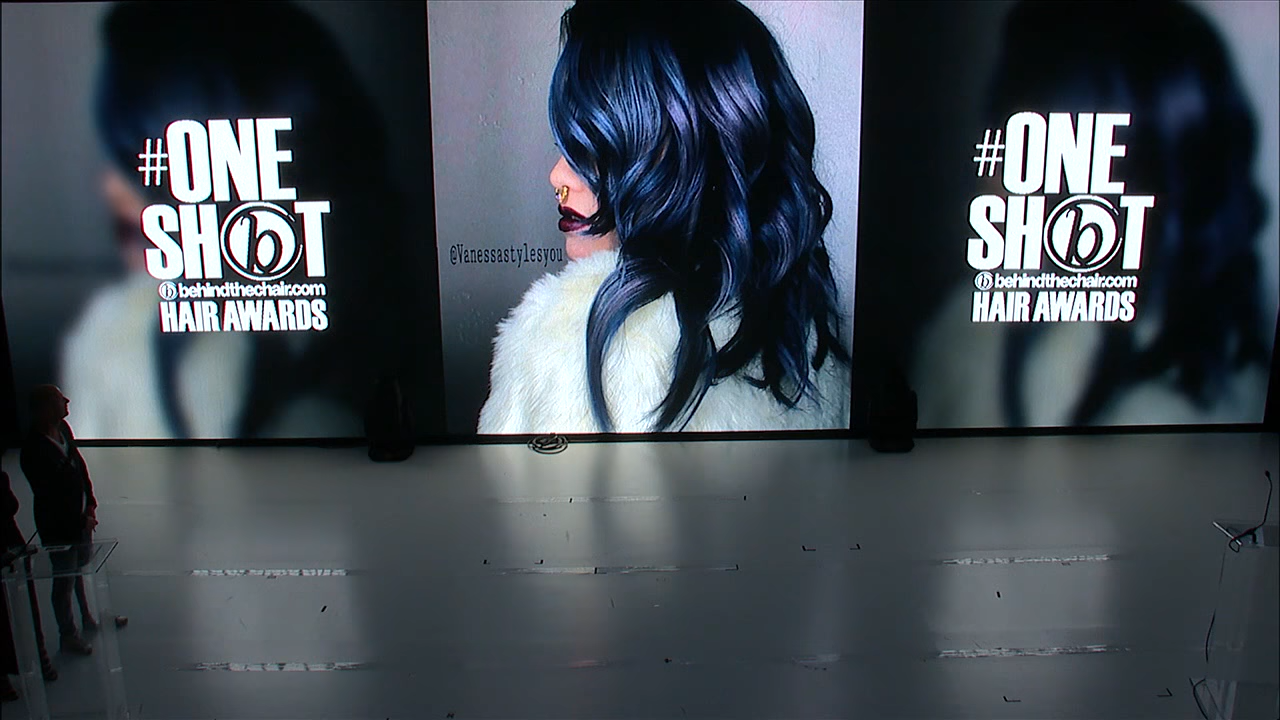 #ONE
SHOT
b behindthechair.com
HAIR AWARDS
@Vanessastylesyou
#ONE
SHOT
b behindthechair.com
HAIR AWARDS